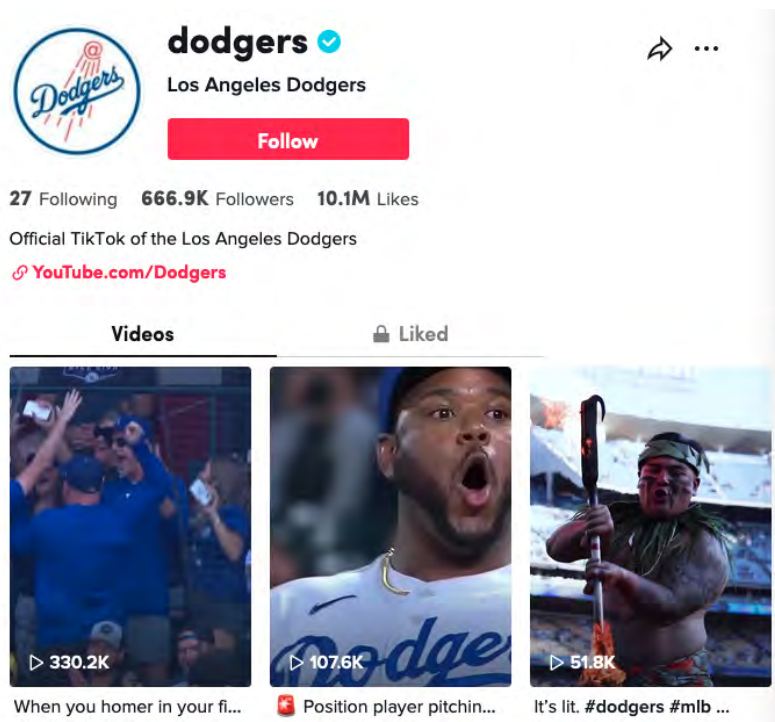 dodgers
Los Angeles Dodgers
Follow
27 Following 666.9K Followers 10.1M Likes
Official TikTok of the Los Angeles Dodgers
YouTube.com/Dodgers
Videos Liked
Dodgers
330.2K 107.6K 51.8K
When you homer in your fi... Position player pitchin... It's lit. #dodgers #mlb ...